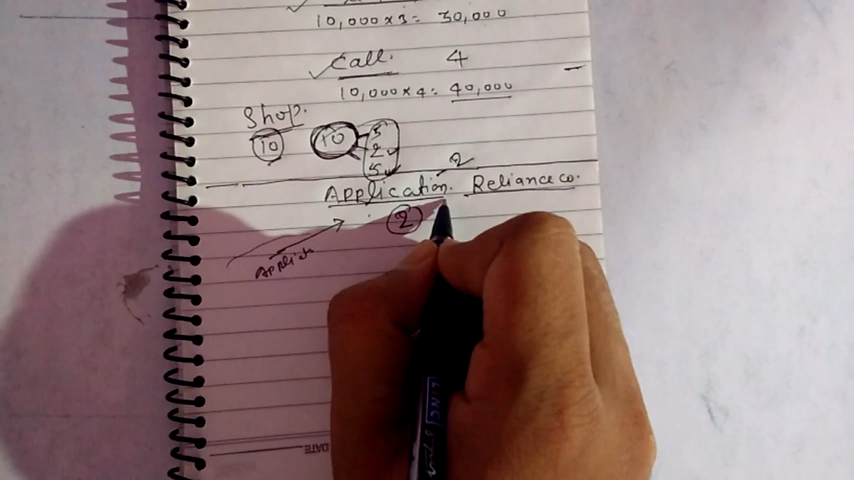 10,000 x 3 = 30,000
Call. 4
10,000 x 4 = 40,000
Shop.
10 10 5
2
5
2
Application. Reliance co.
2
Applicn
DATE